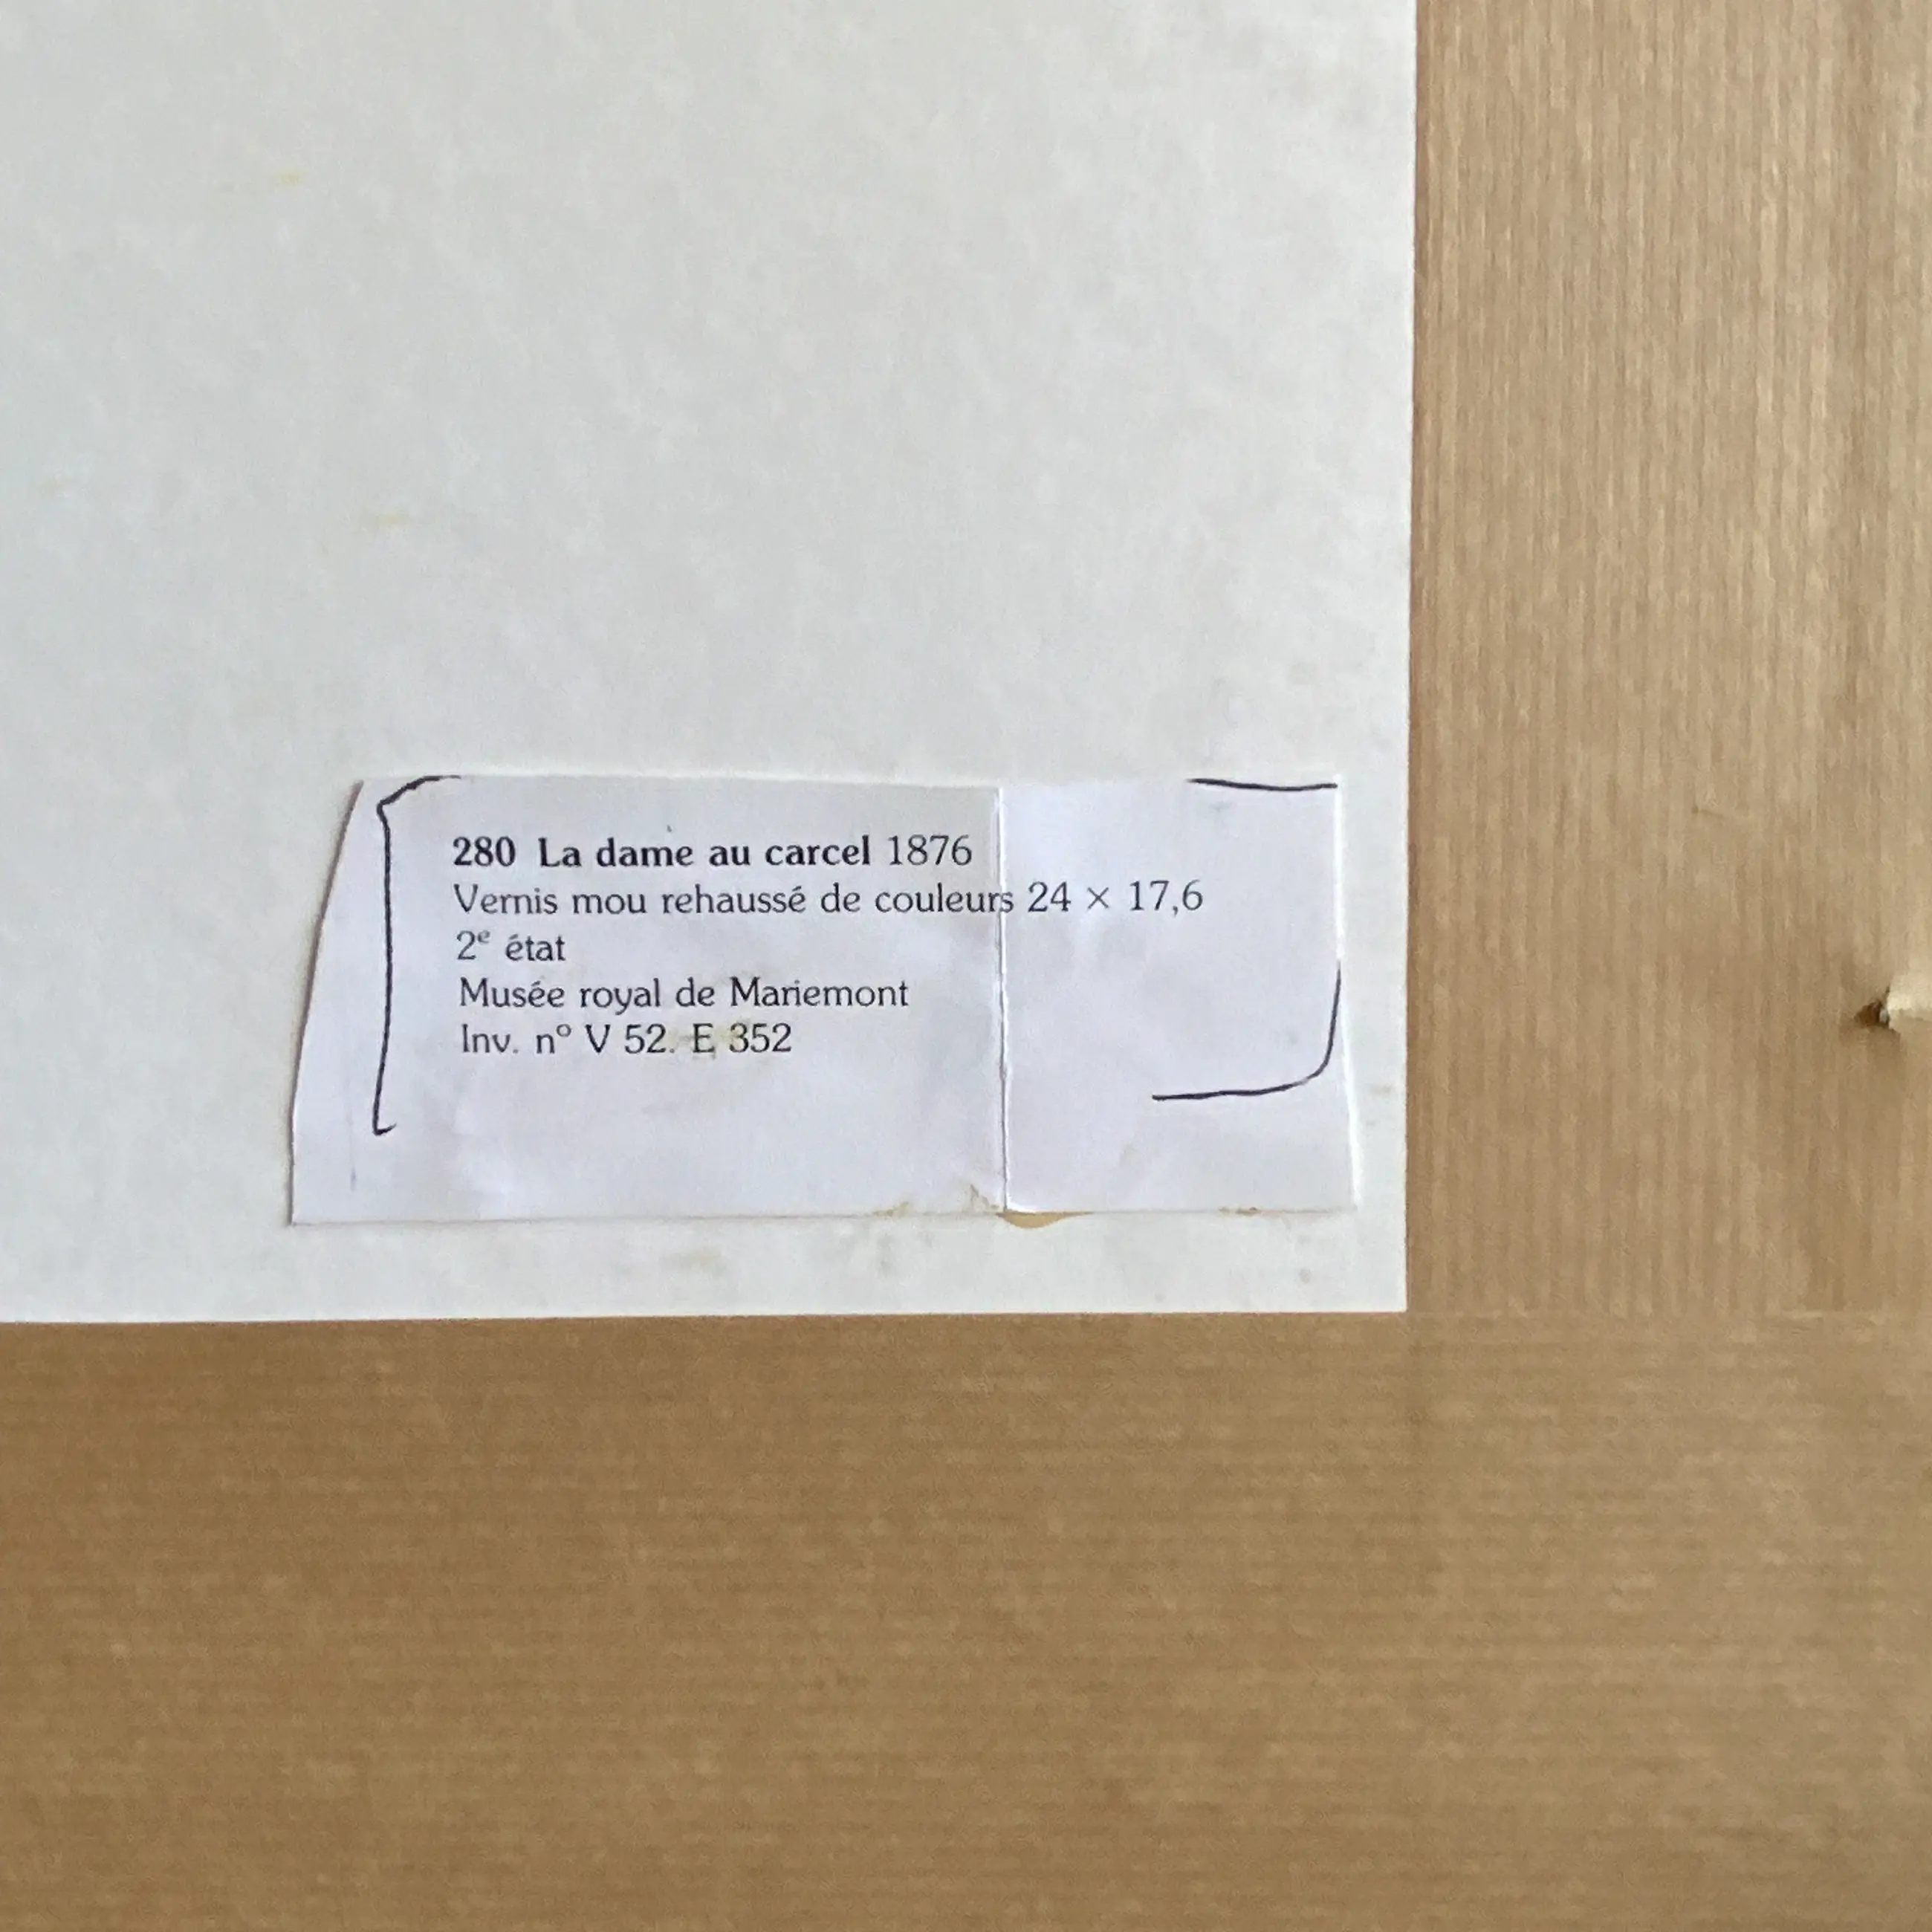 280 La dame au carcel 1876
Vernis mou rehaussé de couleurs 24 × 17,6
2e état
Musée royal de Mariemont
Inv. nº V 52. E 352